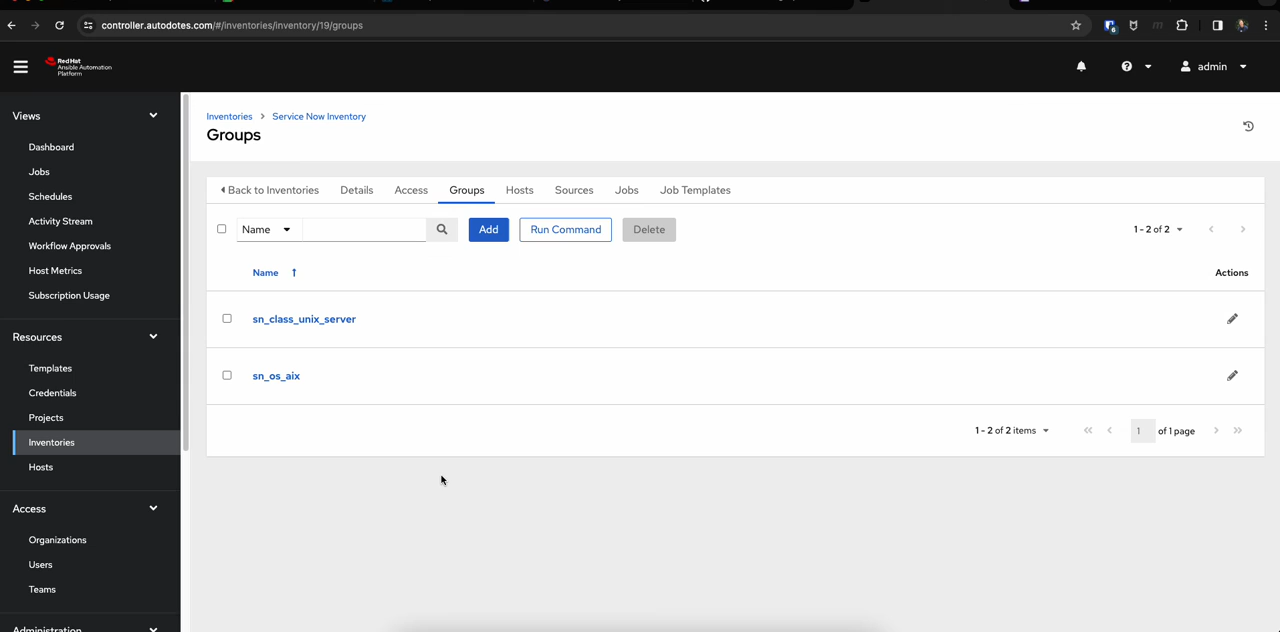 controller.autodotes.com/#/inventories/inventory/19/groups
6
Red Hat
Ansible Automation
Platform
admin
Views
Dashboard
Jobs
Schedules
Activity Stream
Workflow Approvals
Host Metrics
Subscription Usage
Resources
Templates
Credentials
Projects
Inventories
Hosts
Access
Organizations
Users
Teams
Administration
Inventories > Service Now Inventory
Groups
Back to Inventories Details Access Groups Hosts Sources Jobs Job Templates
Name Add Run Command Delete 1 - 2 of 2
Name Actions
sn_class_unix_server
sn_os_aix
1 - 2 of 2 items 1 of 1 page